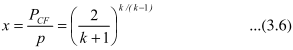 x = P_CF / p = (2 / (k + 1))^(k/(k−1)) ...(3.6)